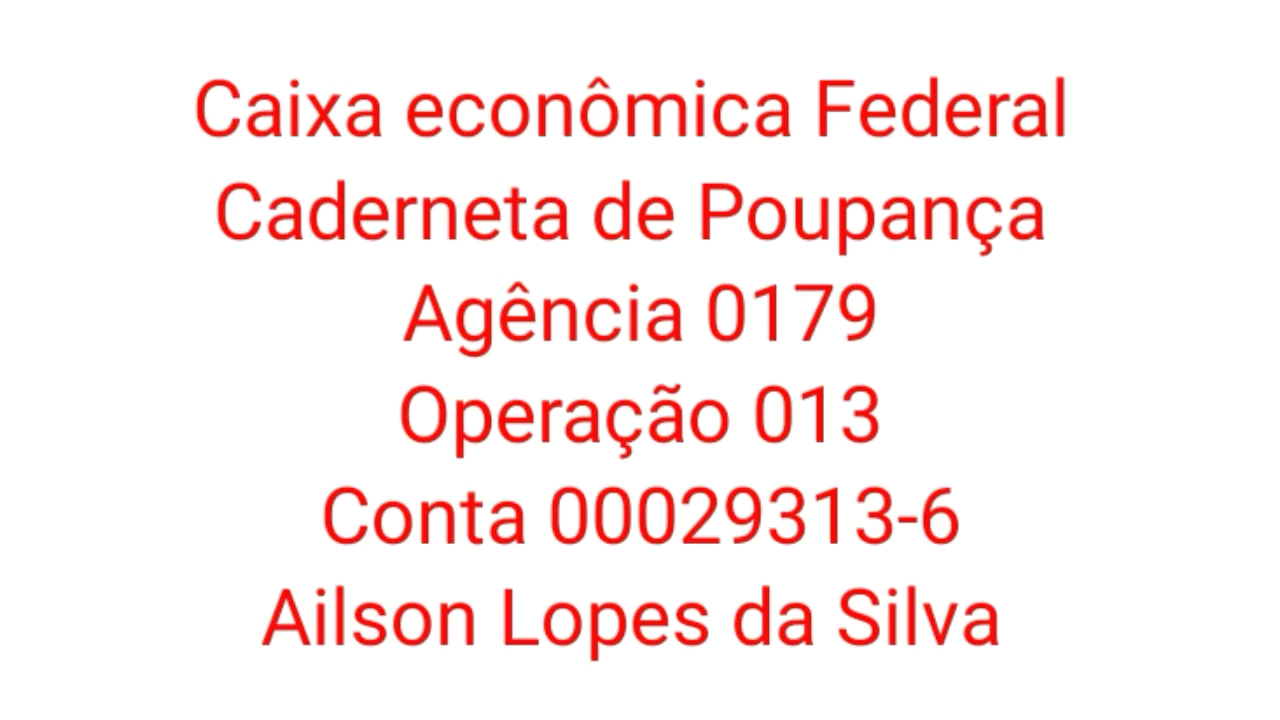 Caixa econômica Federal
Caderneta de Poupança
Agência 0179
Operação 013
Conta 00029313-6
Ailson Lopes da Silva